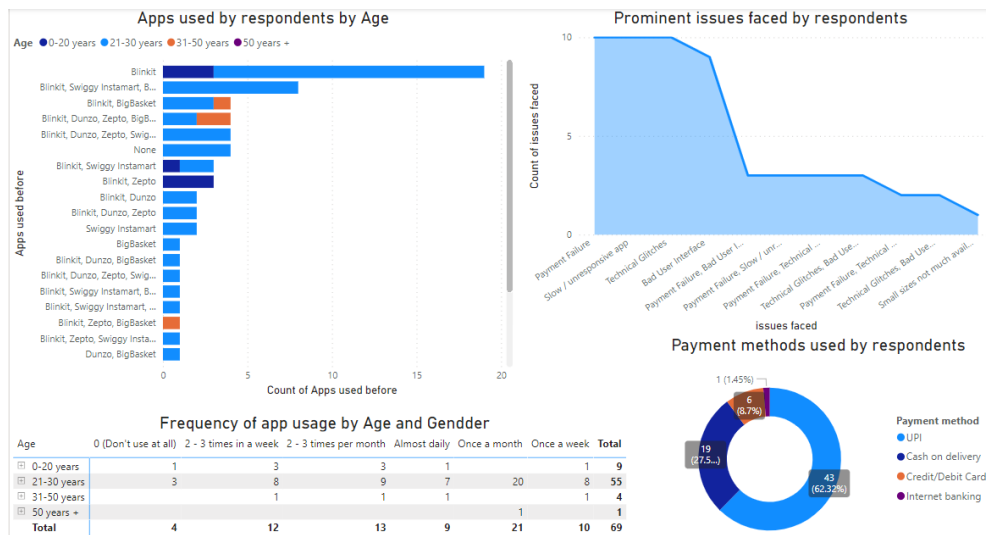 Apps used by respondents by Age
Age 0-20 years 21-30 years 31-50 years 50 years +
Apps used before
Blinkit
Blinkit, Swiggy Instamart, B...
Blinkit, BigBasket
Blinkit, Dunzo, Zepto, BigB...
Blinkit, Dunzo, Zepto, Swig...
None
Blinkit, Swiggy Instamart
Blinkit, Zepto
Blinkit, Dunzo
Blinkit, Dunzo, Zepto
Swiggy Instamart
BigBasket
Blinkit, Dunzo, BigBasket
Blinkit, Dunzo, Zepto, Swig...
Blinkit, Swiggy Instamart, B...
Blinkit, Swiggy Instamart, ...
Blinkit, Zepto, BigBasket
Blinkit, Zepto, Swiggy Insta...
Dunzo, BigBasket
0 5 10 15 20
Count of Apps used before
Prominent issues faced by respondents
Count of issues faced
10
5
0
Payment Failure
Slow / unresponsive app
Technical Glitches
Bad User Interface
Payment Failure, Bad User I...
Payment Failure, Slow / unr...
Payment Failure, Technical ...
Technical Glitches, Bad Use...
Payment Failure, Technical ...
Technical Glitches, Bad Use...
Small sizes not much avail...
issues faced
Frequency of app usage by Age and Gendder
Age 0 (Don't use at all) 2 - 3 times in a week 2 - 3 times per month Almost daily Once a month Once a week Total
0-20 years 1 3 3 1 1 9
21-30 years 3 8 9 7 20 8 55
31-50 years 1 1 1 1 4
50 years + 1 1
Total 4 12 13 9 21 10 69
Payment methods used by respondents
1 (1.45%)
6
(8.7%)
19
(27.5...)
43
(62.32%)
Payment method
UPI
Cash on delivery
Credit/Debit Card
Internet banking